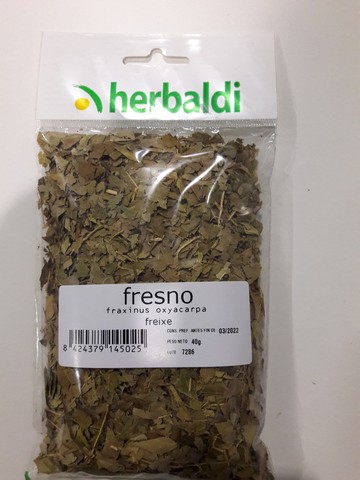 herbaldi
fresno
fraxinus oxyacarpa
freixe
CONS. PREF. ANTES FIN DE: 03/2022
PESO NETO: 40g
LOTE: 7286
8 424379 145025